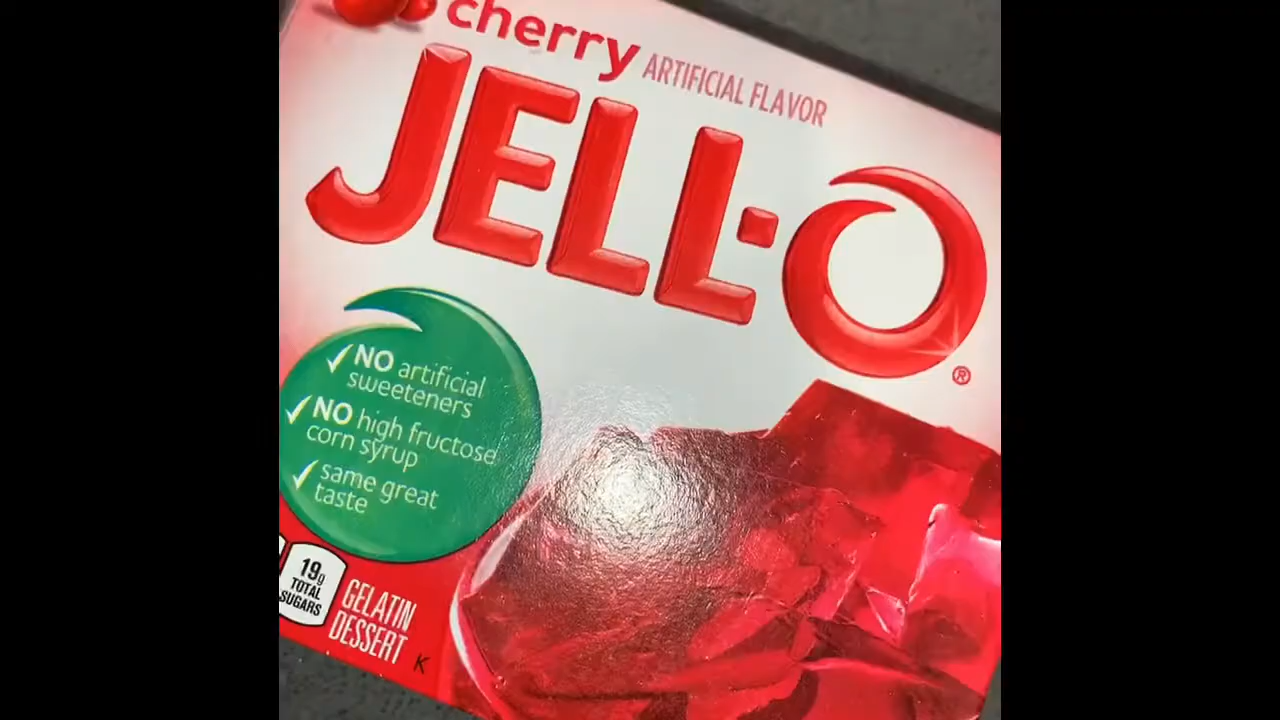 cherry ARTIFICIAL FLAVOR
JELL-O®
✓NO artificial
sweeteners
✓NO high fructose
corn syrup
✓same great
taste
19g
TOTAL
SUGARS
GELATIN
DESSERT
K